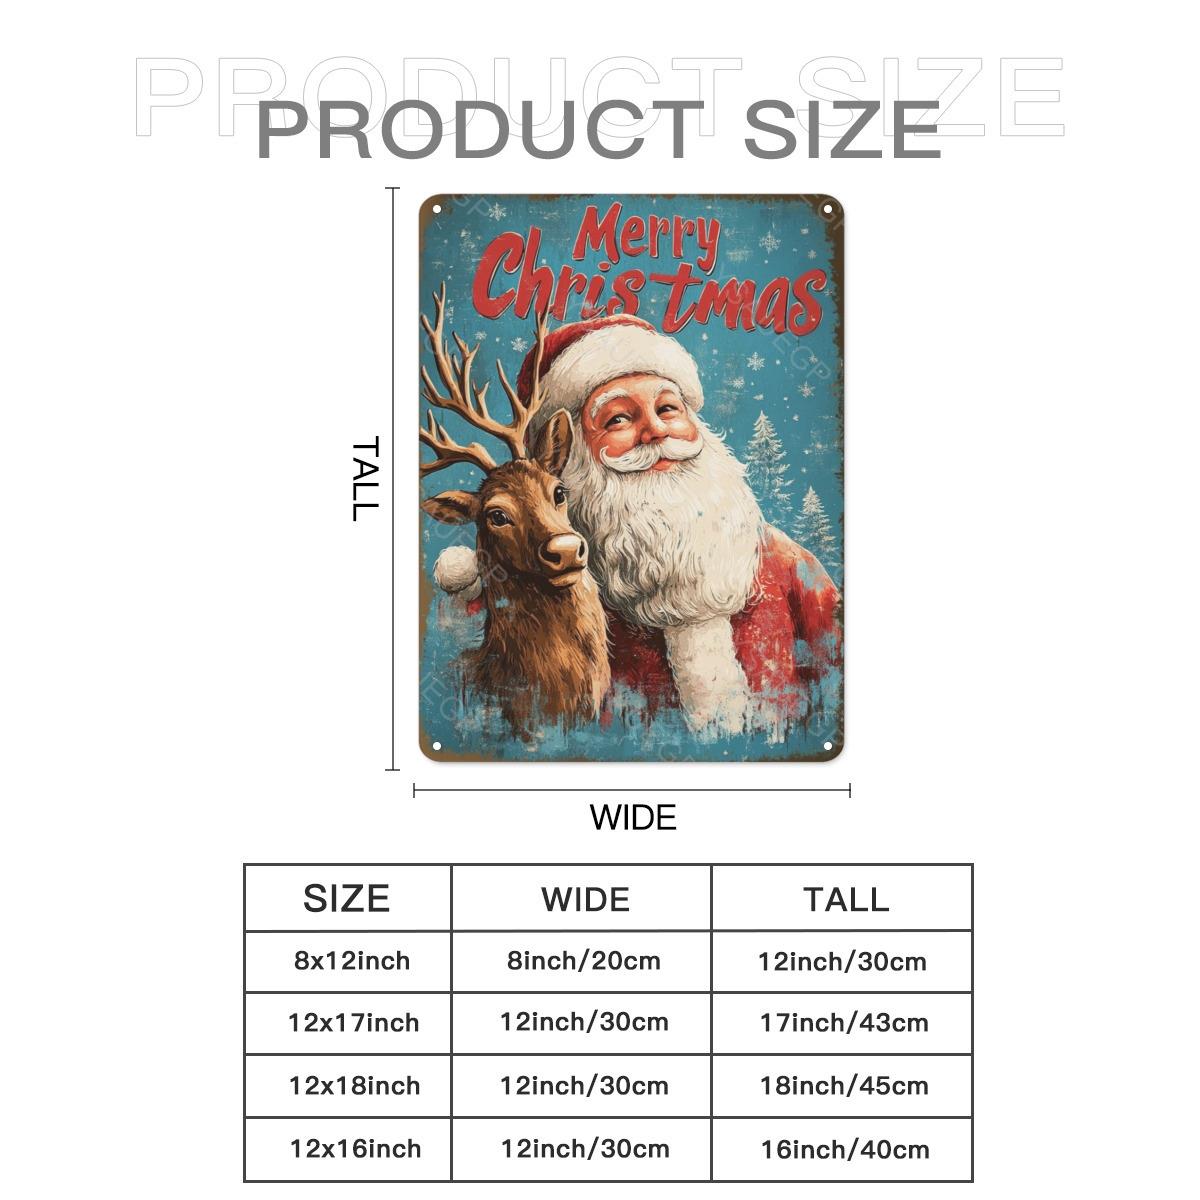 PRODUCT SIZE
PRODUCT SIZE
Merry
Christmas
TALL
WIDE
SIZE WIDE TALL
8x12inch 8inch/20cm 12inch/30cm
12x17inch 12inch/30cm 17inch/43cm
12x18inch 12inch/30cm 18inch/45cm
12x16inch 12inch/30cm 16inch/40cm